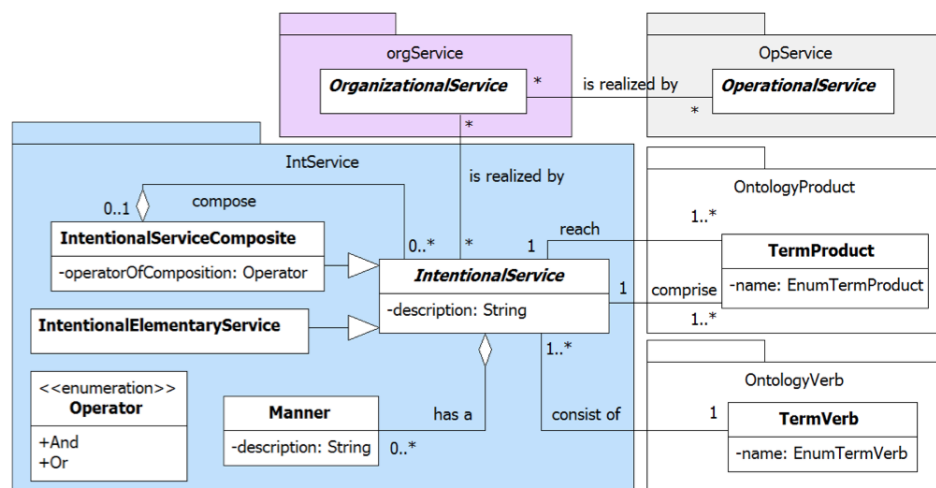 orgService
OrganizationalService
*
is realized by
*
OpService
OperationalService
*
is realized by
*
IntService
0..1
compose
0..*
IntentionalServiceComposite
-operatorOfComposition: Operator
IntentionalElementaryService
IntentionalService
-description: String
<<enumeration>>
Operator
+And
+Or
Manner
-description: String
has a
0..*
OntologyProduct
1
reach
1..*
1
comprise
1..*
TermProduct
-name: EnumTermProduct
OntologyVerb
1..*
consist of
1
TermVerb
-name: EnumTermVerb